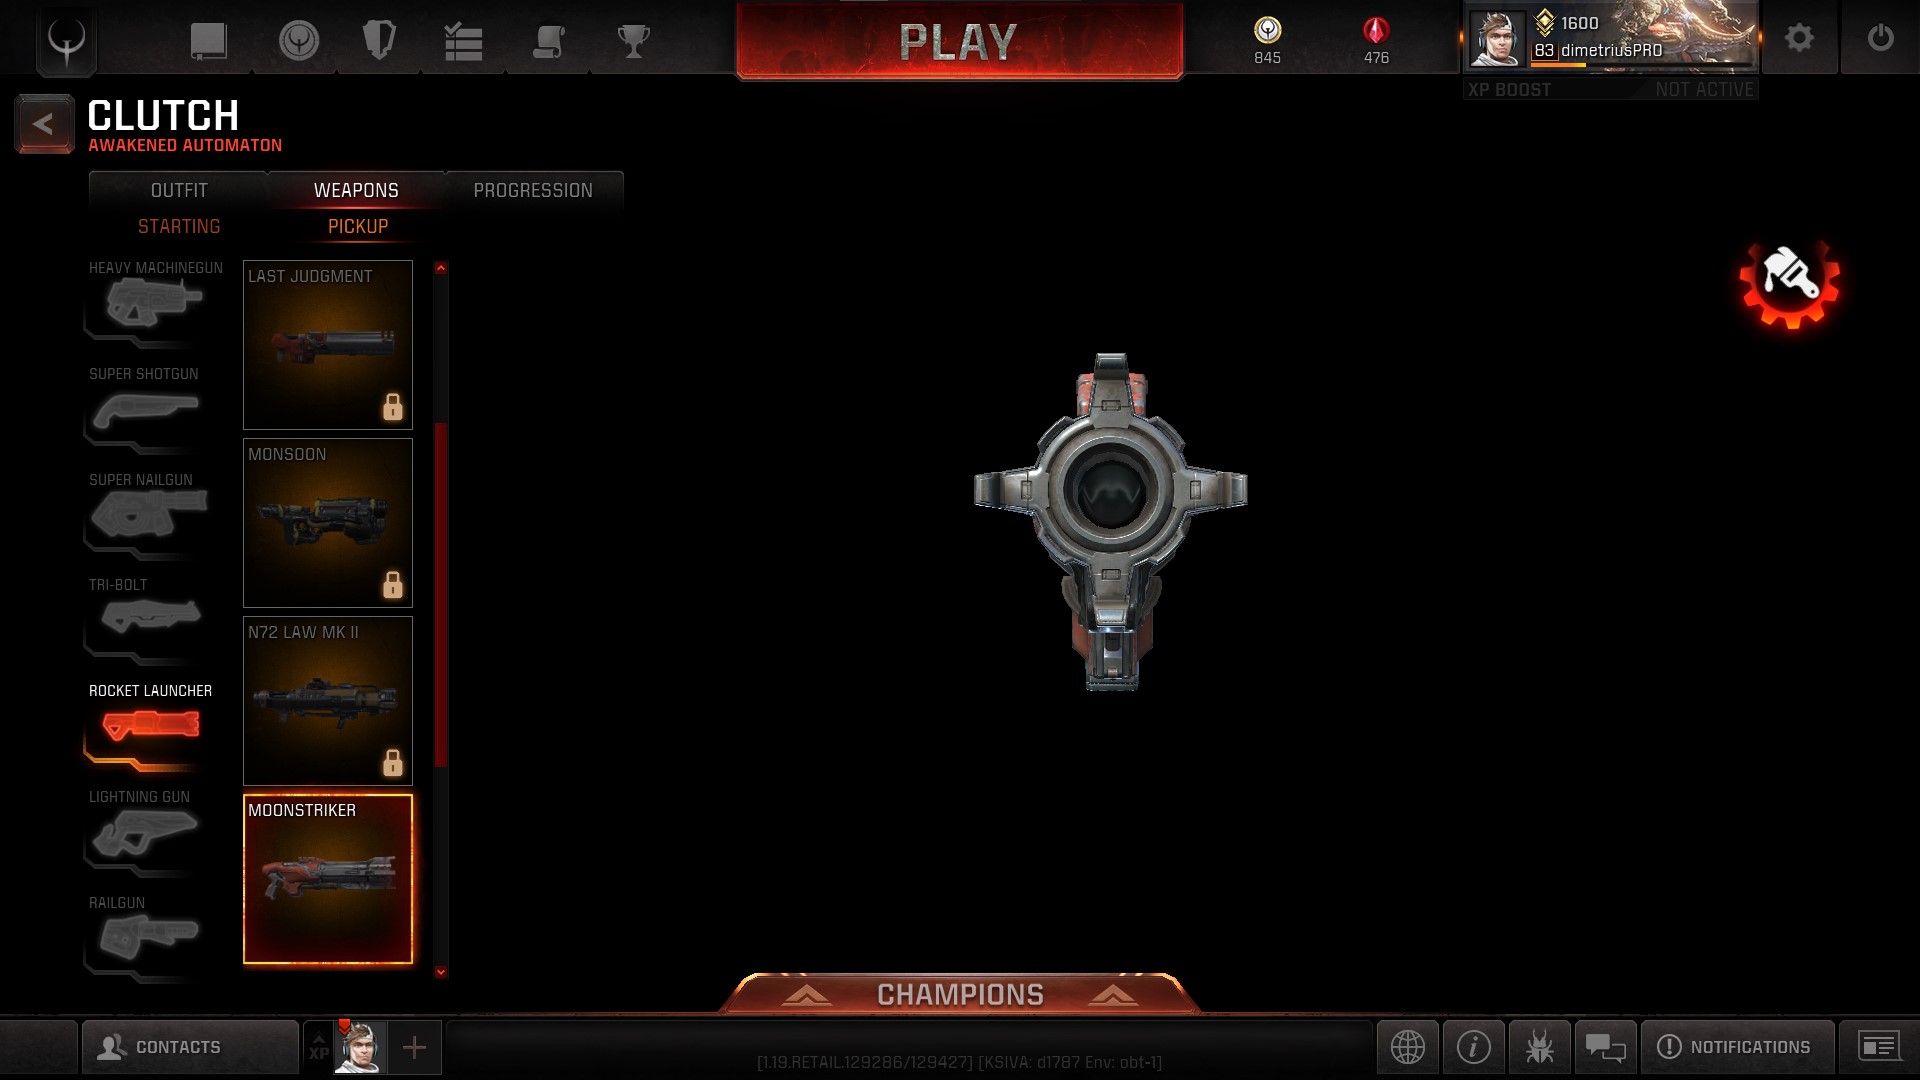 PLAY
845
476
1600
83 dimetriusPRO
XP BOOST NOT ACTIVE
CLUTCH
AWAKENED AUTOMATON
OUTFIT WEAPONS PROGRESSION
STARTING PICKUP
HEAVY MACHINEGUN
SUPER SHOTGUN
SUPER NAILGUN
TRI-BOLT
ROCKET LAUNCHER
LIGHTNING GUN
RAILGUN
LAST JUDGMENT
MONSOON
N72 LAW MK II
MOONSTRIKER
CHAMPIONS
CONTACTS
XP
[1.19.RETAIL.129286/129427] [KSIVA: d1787 Env: obt-1]
NOTIFICATIONS